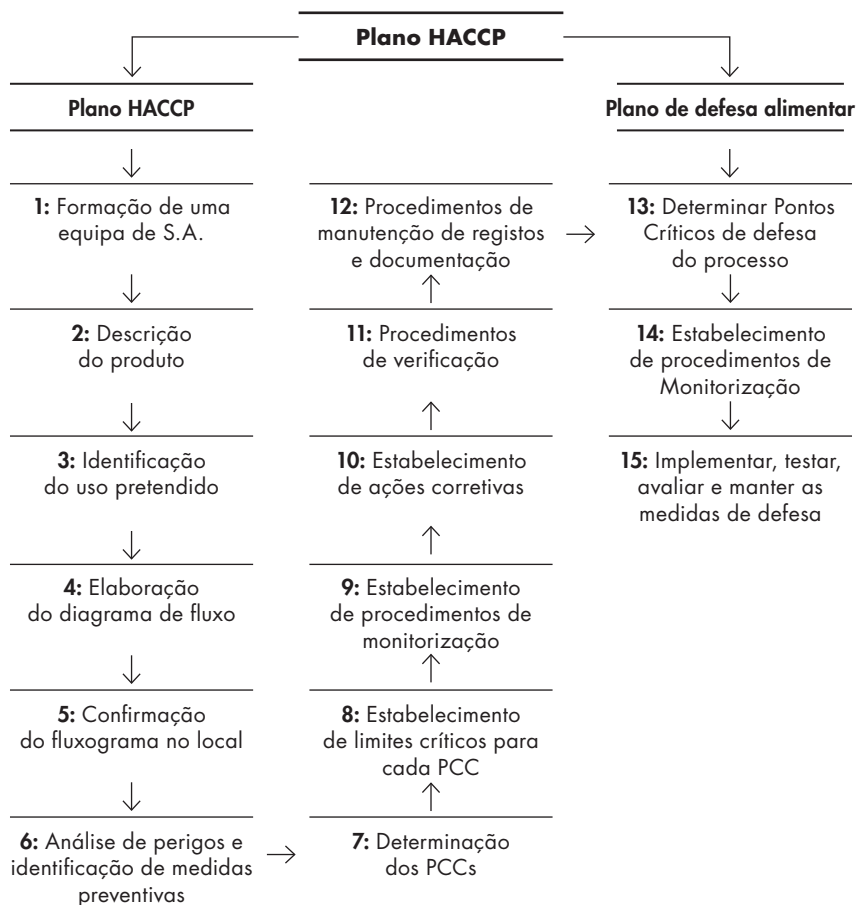 Plano HACCP
Plano HACCP
Plano de defesa alimentar
1: Formação de uma
equipa de S.A.
2: Descrição
do produto
3: Identificação
do uso pretendido
4: Elaboração
do diagrama de fluxo
5: Confirmação
do fluxograma no local
6: Análise de perigos e
identificação de medidas
preventivas
7: Determinação
dos PCCs
8: Estabelecimento
de limites críticos para
cada PCC
9: Estabelecimento
de procedimentos de
monitorização
10: Estabelecimento
de ações corretivas
11: Procedimentos
de verificação
12: Procedimentos de
manutenção de registos
e documentação
13: Determinar Pontos
Críticos de defesa
do processo
14: Estabelecimento
de procedimentos de
Monitorização
15: Implementar, testar,
avaliar e manter as
medidas de defesa